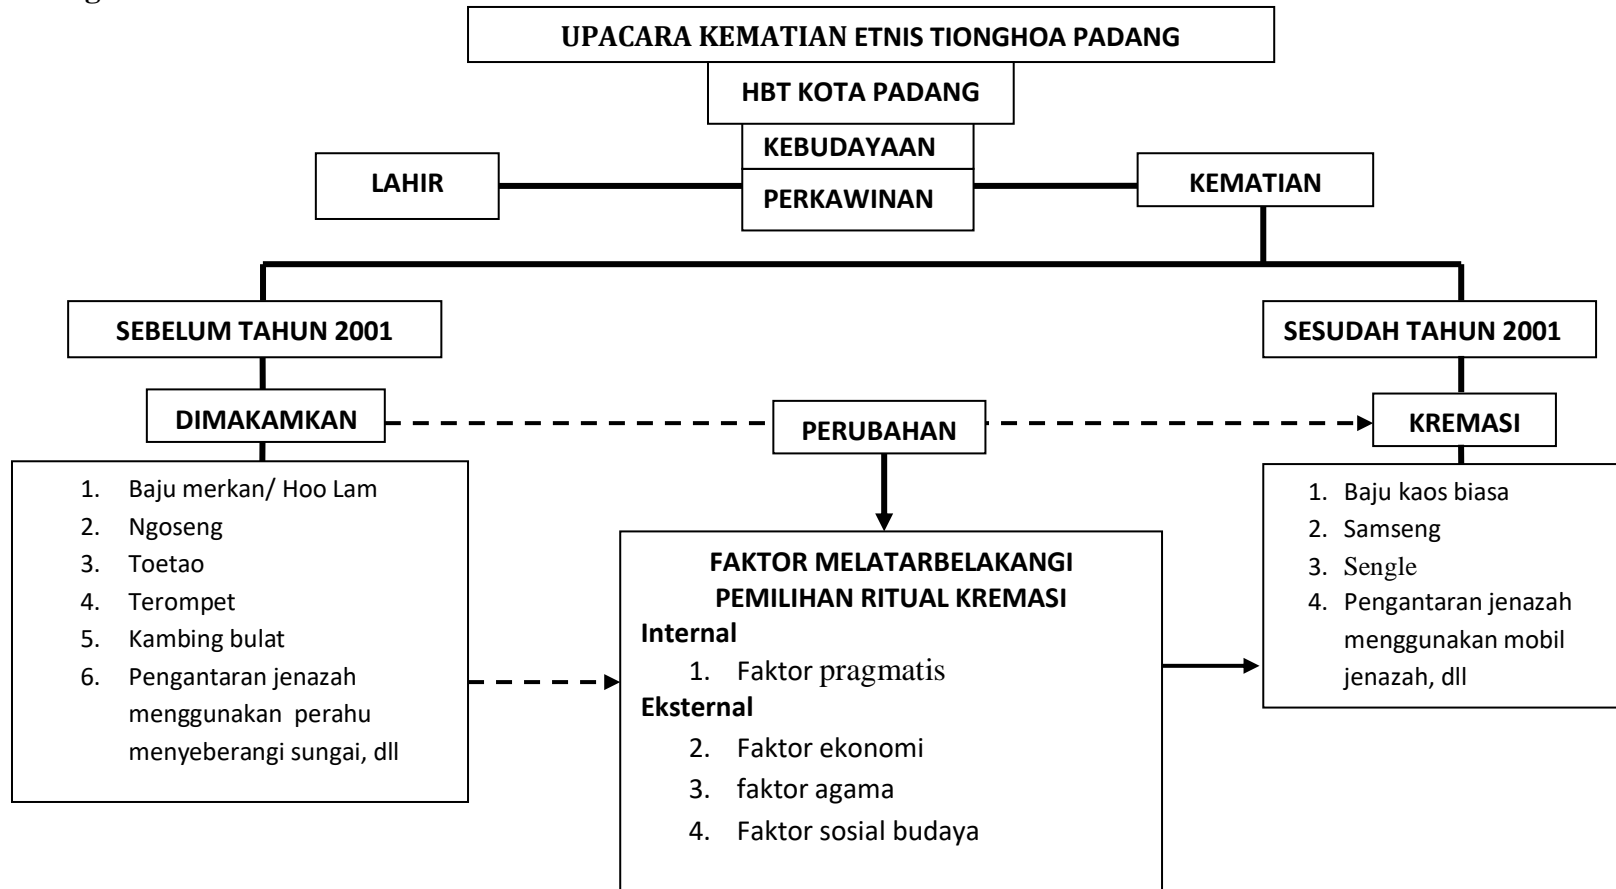 UPACARA KEMATIAN ETNIS TIONGHOA PADANG
HBT KOTA PADANG
KEBUDAYAAN
LAHIR
PERKAWINAN
KEMATIAN
SEBELUM TAHUN 2001
SESUDAH TAHUN 2001
DIMAKAMKAN
PERUBAHAN
KREMASI
1. Baju merkan/ Hoo Lam
2. Ngoseng
3. Toetao
4. Terompet
5. Kambing bulat
6. Pengantaran jenazah
menggunakan perahu
menyeberangi sungai, dll
FAKTOR MELATARBELAKANGI
PEMILIHAN RITUAL KREMASI
Internal
1. Faktor pragmatis
Eksternal
2. Faktor ekonomi
3. faktor agama
4. Faktor sosial budaya
1. Baju kaos biasa
2. Samseng
3. Sengle
4. Pengantaran jenazah
menggunakan mobil
jenazah, dll